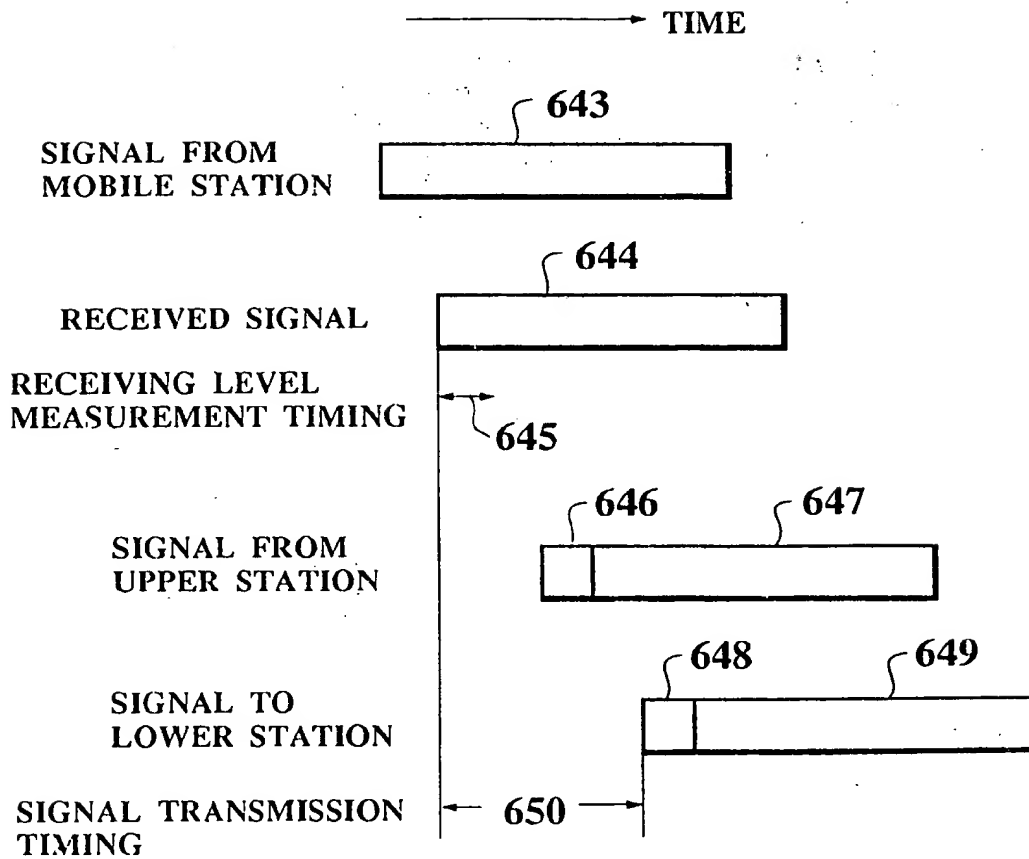 TIME
643
SIGNAL FROM
MOBILE STATION
644
RECEIVED SIGNAL
RECEIVING LEVEL
MEASUREMENT TIMING
645
646
647
SIGNAL FROM
UPPER STATION
648
649
SIGNAL TO
LOWER STATION
650
SIGNAL TRANSMISSION
TIMING